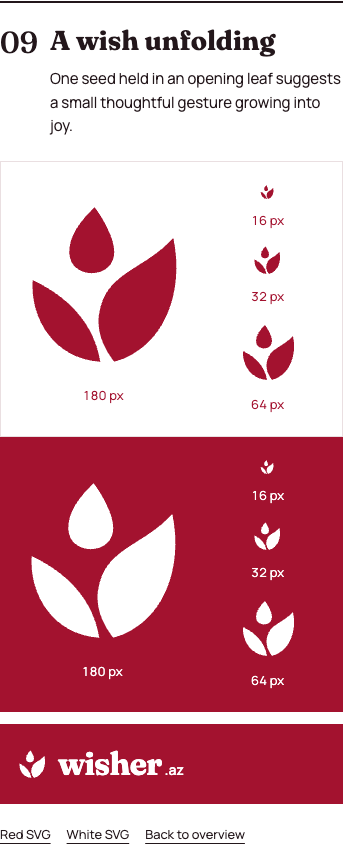 09 A wish unfolding
One seed held in an opening leaf suggests
a small thoughtful gesture growing into
joy.
16 px
32 px
180 px
64 px
16 px
32 px
180 px
64 px
wisher.az
Red SVG White SVG Back to overview